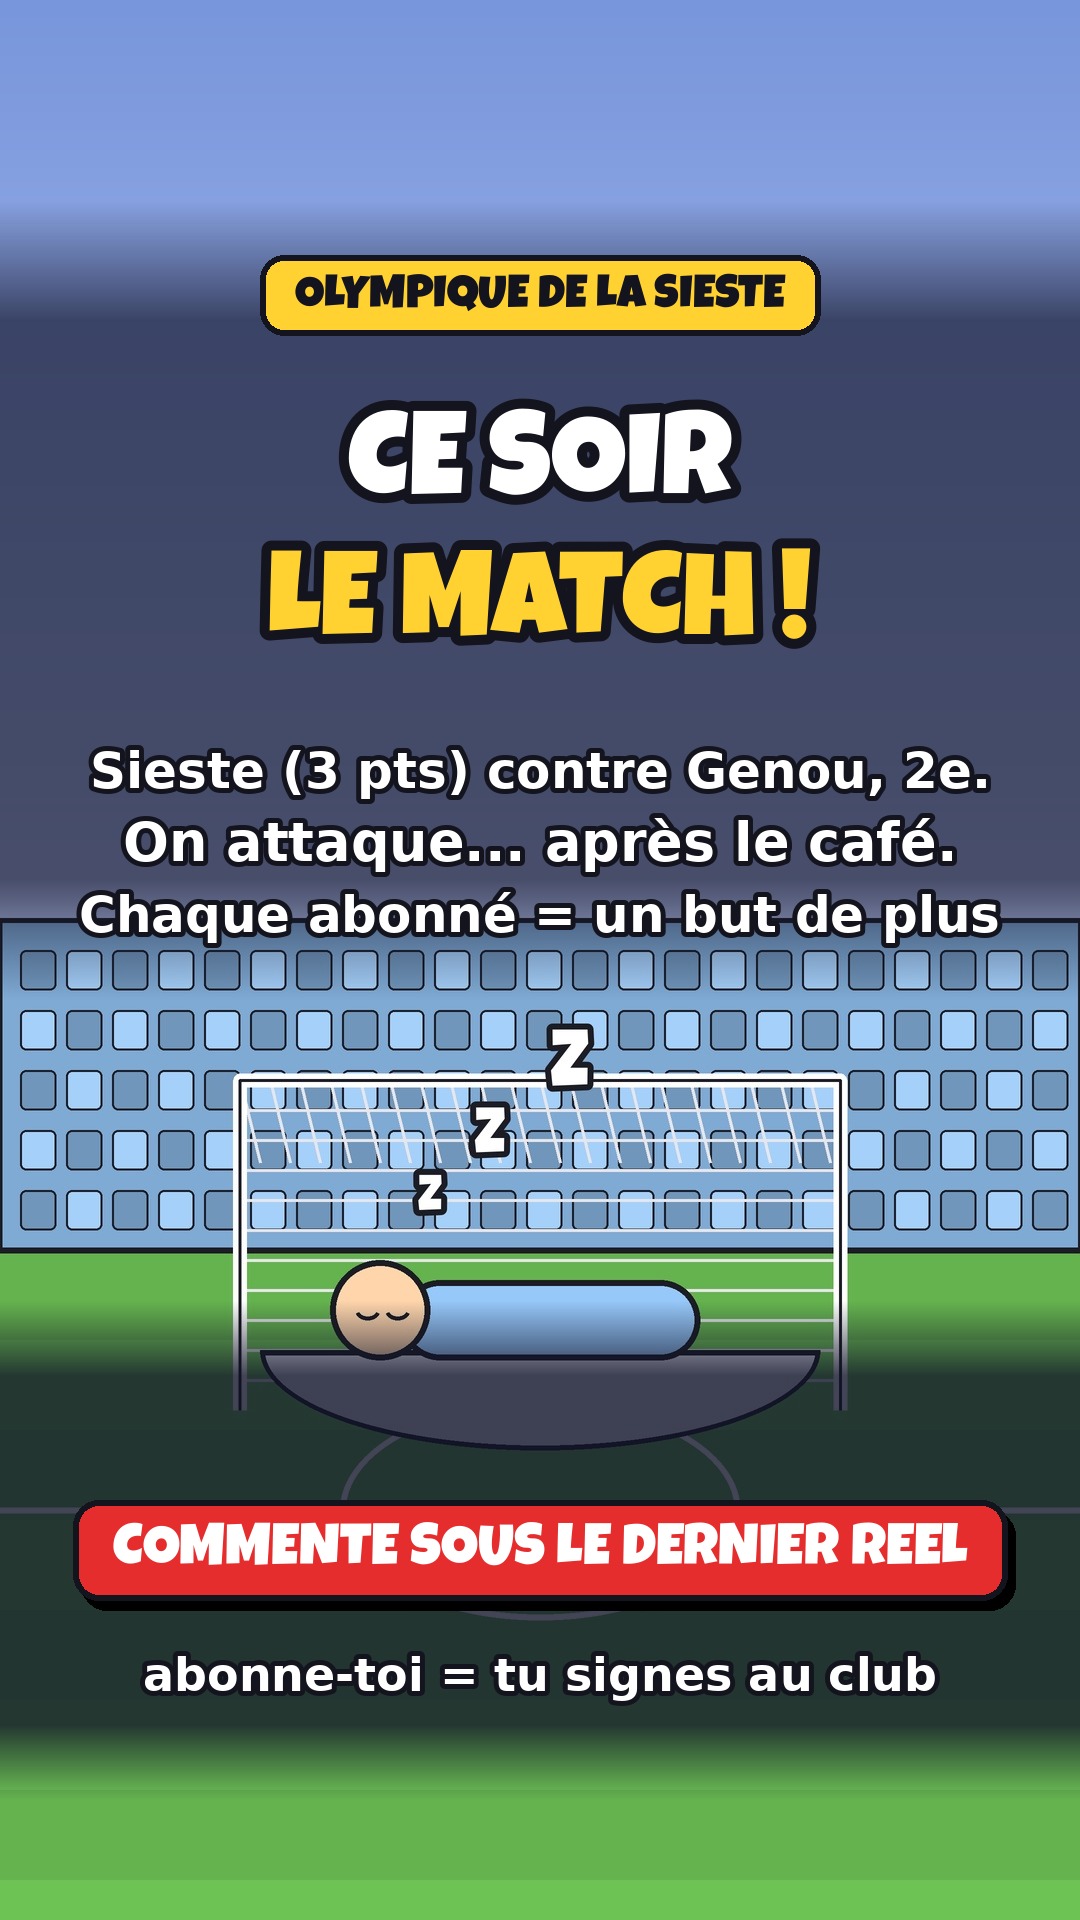 OLYMPIQUE DE LA SIESTE
CE SOIR
LE MATCH !
Sieste (3 pts) contre Genou, 2e.
On attaque... après le café.
Chaque abonné = un but de plus
Z
Z
Z
COMMENTE SOUS LE DERNIER REEL
abonne-toi = tu signes au club